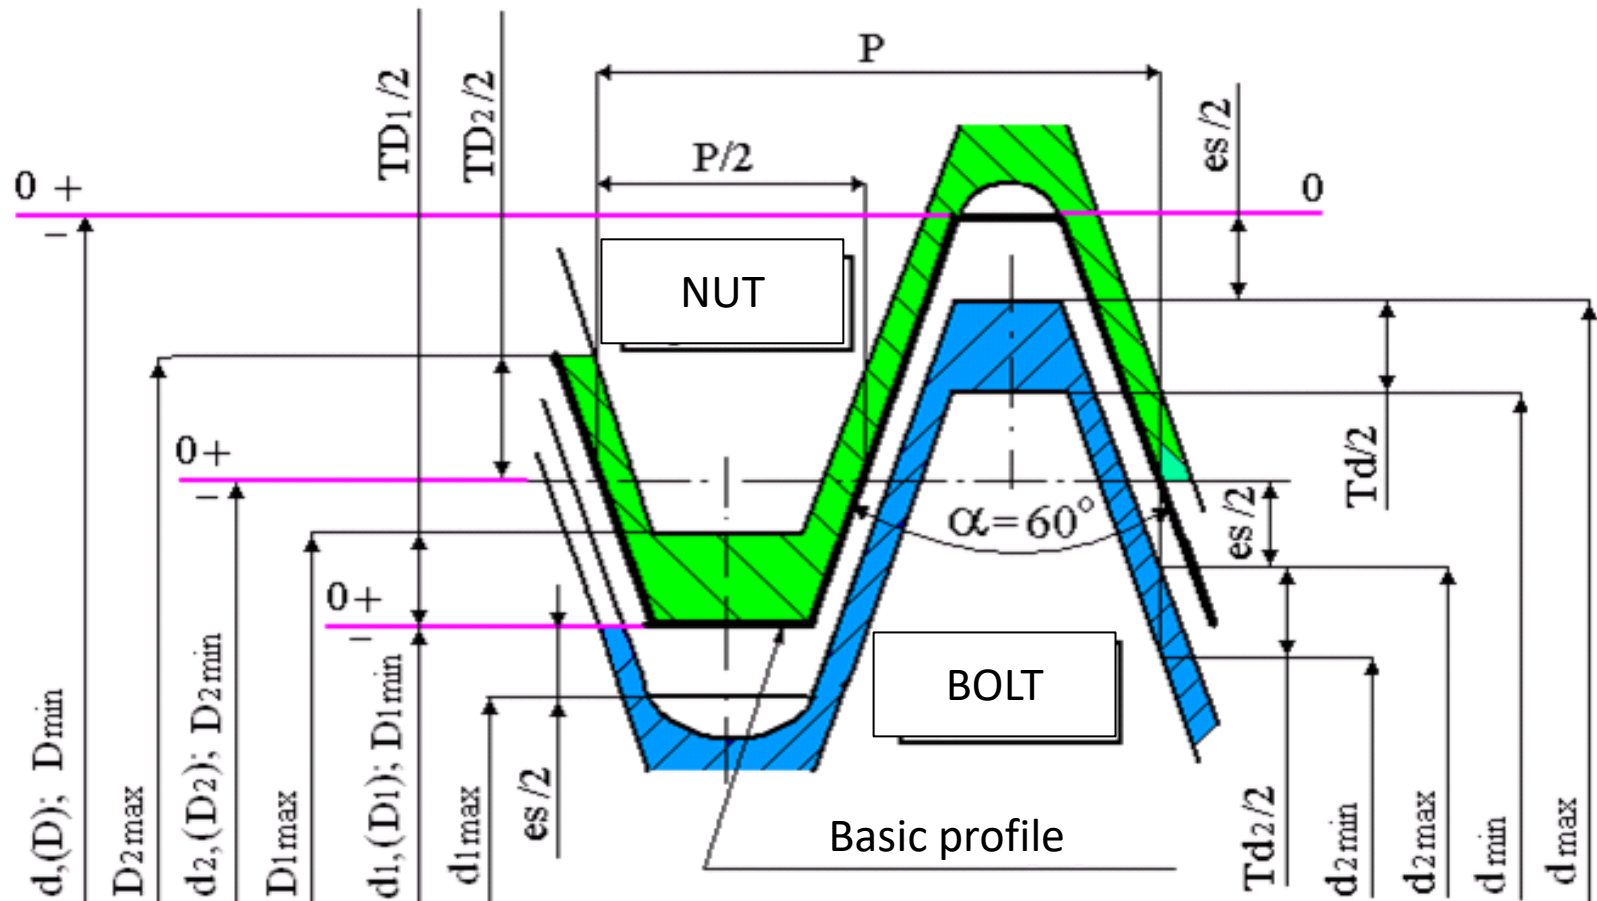 P
TD1/2
TD2/2
es/2
P/2
0 +
−
0
NUT
0 +
−
Td/2
α=60°
es/2
0 +
−
BOLT
Basic profile
d,(D); Dmin
D2max
d2,(D2); D2min
D1max
d1,(D1); D1min
d1max
es/2
Td2/2
d2min
d2max
dmin
dmax